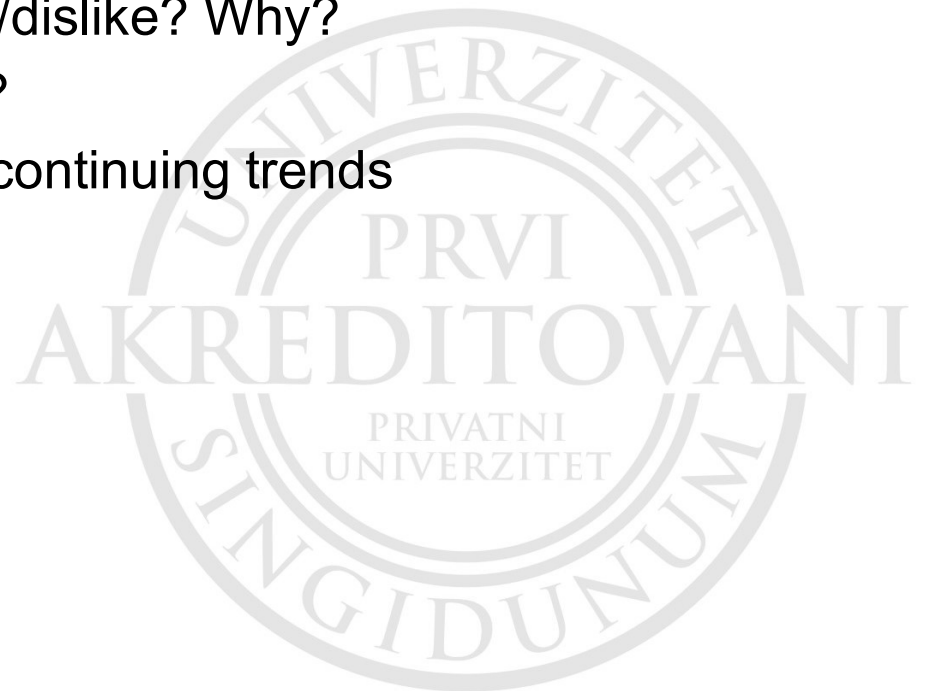 /dislike? Why?
?
continuing trends
UNIVERZITET
PRVI
AKREDITOVANI
PRIVATNI
UNIVERZITET
SINGIDUNUM